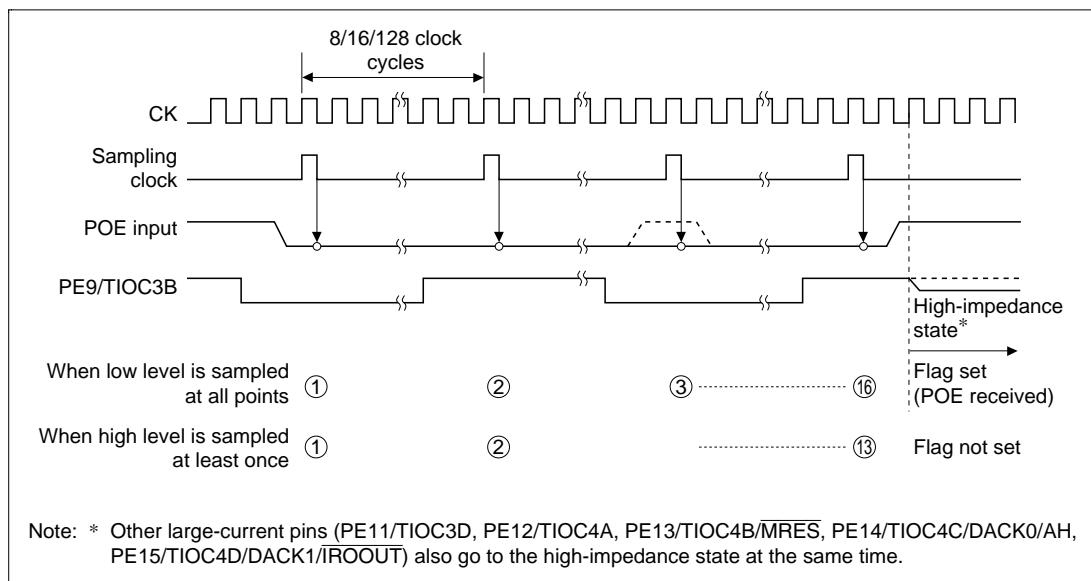 8/16/128 clock
cycles
CK
Sampling
clock
POE input
PE9/TIOC3B
High-impedance
state*
When low level is sampled
at all points
① ② ③ ⑯
Flag set
(POE received)
When high level is sampled
at least once
① ② ⑬
Flag not set
Note: * Other large-current pins (PE11/TIOC3D, PE12/TIOC4A, PE13/TIOC4B/MRES, PE14/TIOC4C/DACK0/AH,
PE15/TIOC4D/DACK1/IROOUT) also go to the high-impedance state at the same time.